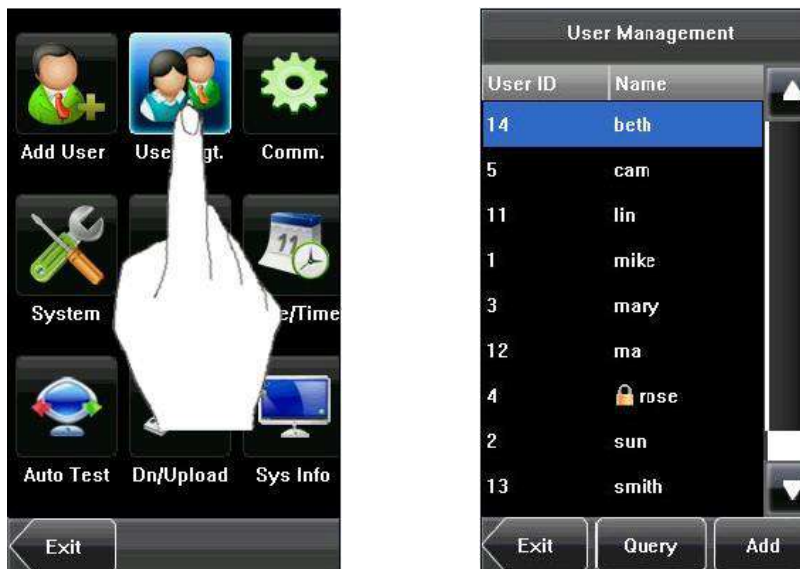 Add User
Comm.
System
Auto Test Dn/Upload Sys Info
Exit
User Management
User ID Name
14 beth
5 cam
11 lin
1 mike
3 mary
12 ma
4 rose
2 sun
13 smith
Exit Query Add